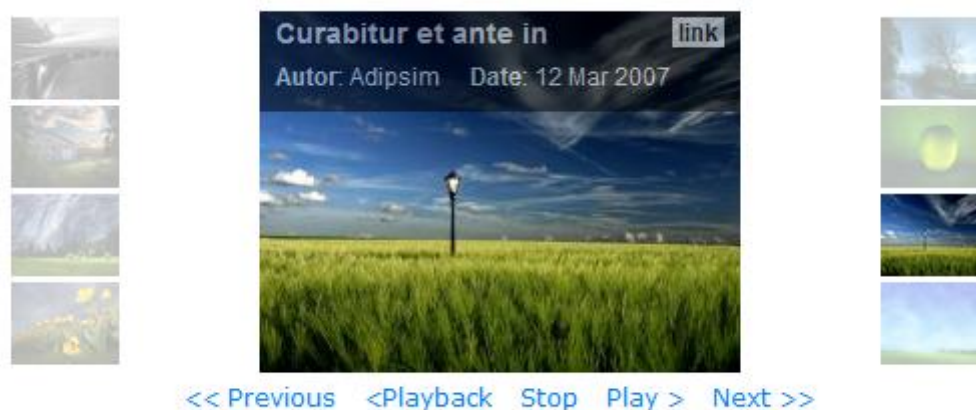 Curabitur et ante in link
Autor: Adipsim Date: 12 Mar 2007
<< Previous <Playback Stop Play > Next >>